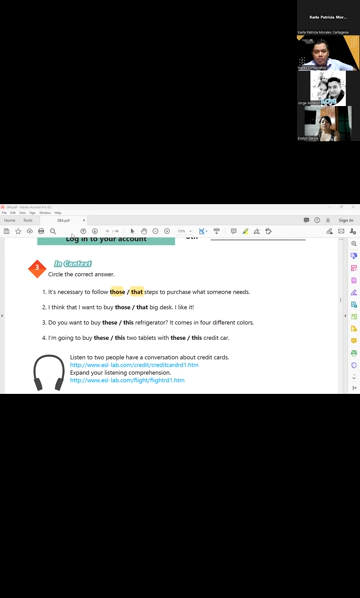 Karla Patricia Mor...
Karla Patricia Morales Cartagena
File Edit View Sign Window Help
Home Tools
Sign In
Log in to your account
3 In Context
Circle the correct answer.
1. It's necessary to follow those / that steps to purchase what someone needs.
2. I think that I want to buy those / that big desk. I like it!
3. Do you want to buy these / this refrigerator? It comes in four different colors.
4. I'm going to buy these / this two tablets with these / this credit car.
Listen to two people have a conversation about credit cards.
http://www.esl-lab.com/credit/creditcardrd1.htm
Expand your listening comprehension.
http://www.esl-lab.com/flight/flightrd1.htm